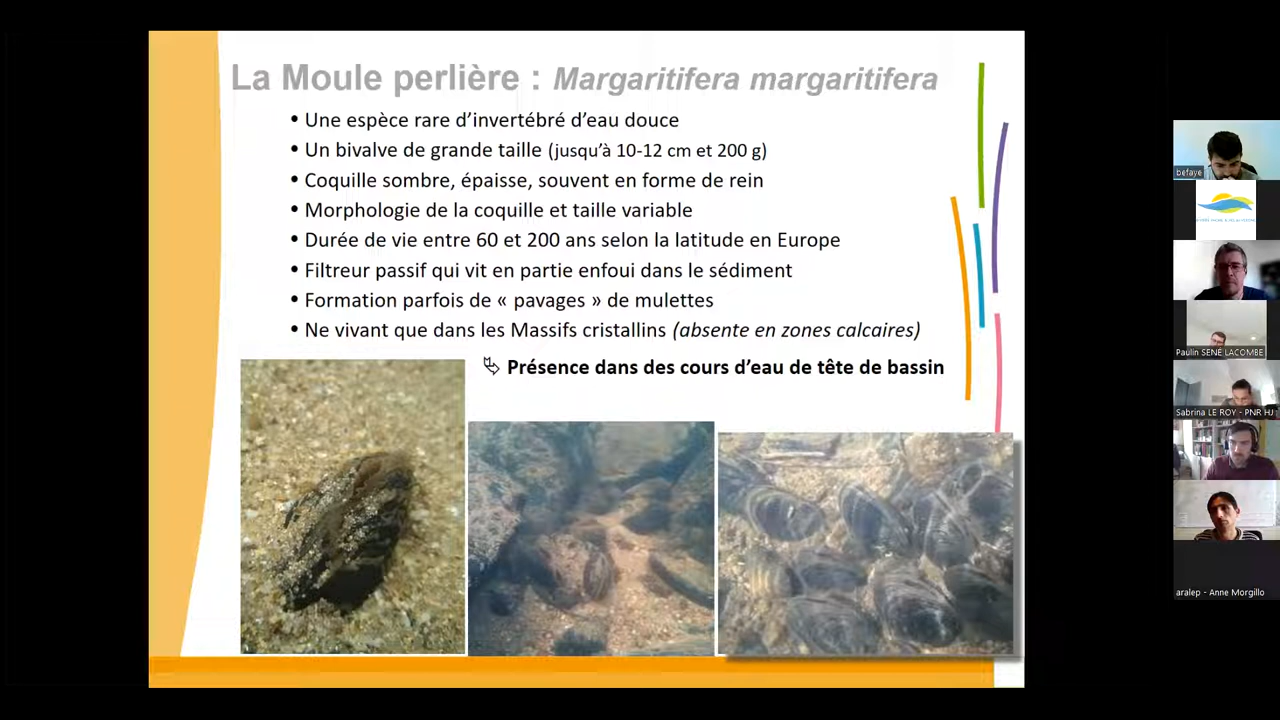 La Moule perlière : Margaritifera margaritifera
• Une espèce rare d’invertébré d’eau douce
• Un bivalve de grande taille (jusqu’à 10-12 cm et 200 g)
• Coquille sombre, épaisse, souvent en forme de rein
• Morphologie de la coquille et taille variable
• Durée de vie entre 60 et 200 ans selon la latitude en Europe
• Filtreur passif qui vit en partie enfoui dans le sédiment
• Formation parfois de « pavages » de mulettes
• Ne vivant que dans les Massifs cristallins (absente en zones calcaires)
Présence dans des cours d’eau de tête de bassin
befaye
Paulin SENÉ LACOMBE
Sabrina LE ROY - PNR HJ
aralep - Anne Morgillo